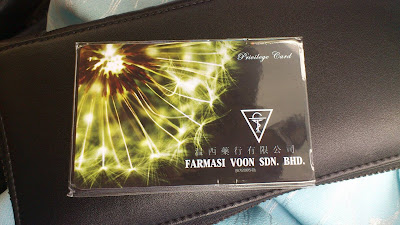 Privilege Card
西藥行有限公司
FARMASI VOON SDN. BHD.